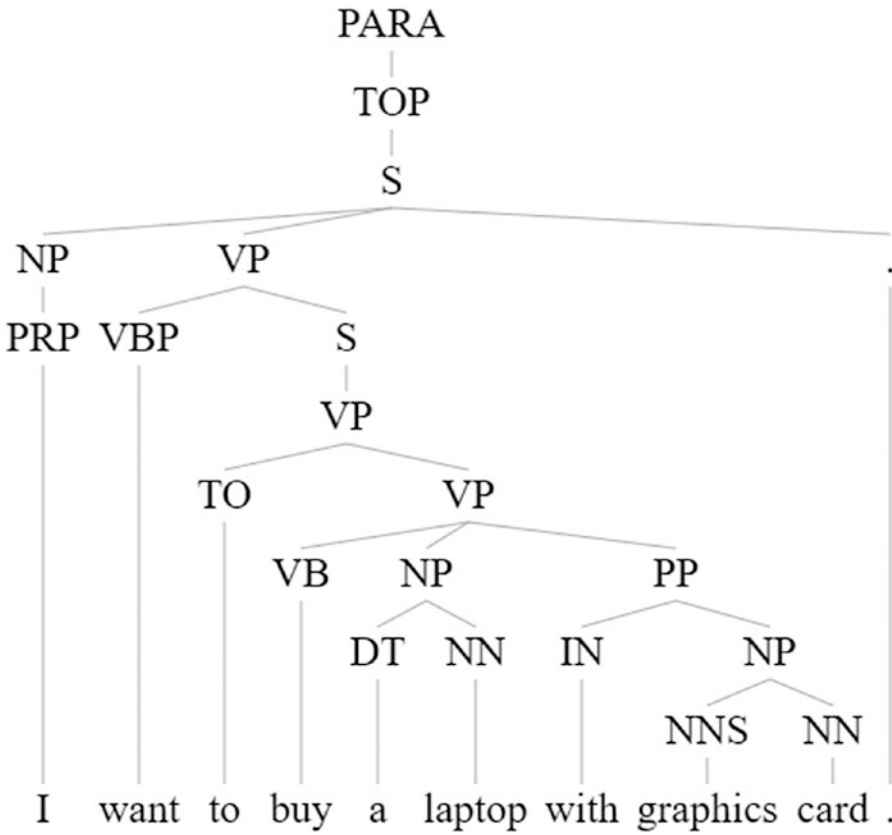 PARA
TOP
S
NP VP .
PRP VBP S
VP
TO VP
VB NP PP
DT NN IN NP
NNS NN
I want to buy a laptop with graphics card .